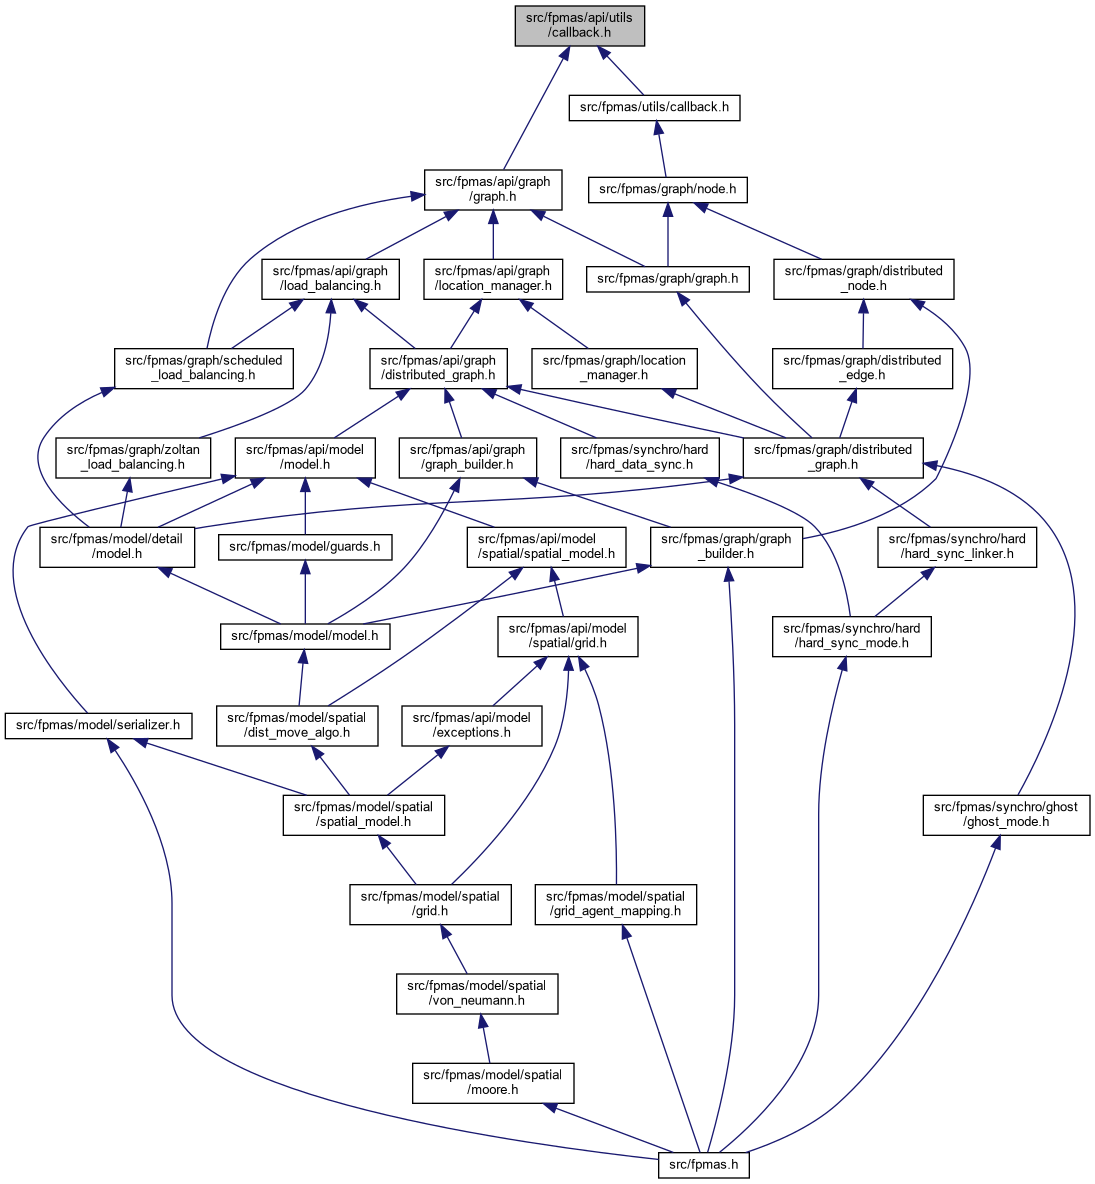 src/fpmas/api/utils
/callback.h
src/fpmas/utils/callback.h
src/fpmas/api/graph
/graph.h
src/fpmas/graph/node.h
src/fpmas/api/graph
/load_balancing.h
src/fpmas/api/graph
/location_manager.h
src/fpmas/graph/graph.h
src/fpmas/graph/distributed
_node.h
src/fpmas/graph/scheduled
_load_balancing.h
src/fpmas/api/graph
/distributed_graph.h
src/fpmas/graph/location
_manager.h
src/fpmas/graph/distributed
_edge.h
src/fpmas/graph/zoltan
_load_balancing.h
src/fpmas/api/model
/model.h
src/fpmas/api/graph
/graph_builder.h
src/fpmas/synchro/hard
/hard_data_sync.h
src/fpmas/graph/distributed
_graph.h
src/fpmas/model/detail
/model.h
src/fpmas/model/guards.h
src/fpmas/api/model
/spatial/spatial_model.h
src/fpmas/graph/graph
_builder.h
src/fpmas/synchro/hard
/hard_sync_linker.h
src/fpmas/model/model.h
src/fpmas/api/model
/spatial/grid.h
src/fpmas/synchro/hard
/hard_sync_mode.h
src/fpmas/model/serializer.h
src/fpmas/model/spatial
/dist_move_algo.h
src/fpmas/api/model
/exceptions.h
src/fpmas/model/spatial
/spatial_model.h
src/fpmas/synchro/ghost
/ghost_mode.h
src/fpmas/model/spatial
/grid.h
src/fpmas/model/spatial
/grid_agent_mapping.h
src/fpmas/model/spatial
/von_neumann.h
src/fpmas/model/spatial
/moore.h
src/fpmas.h